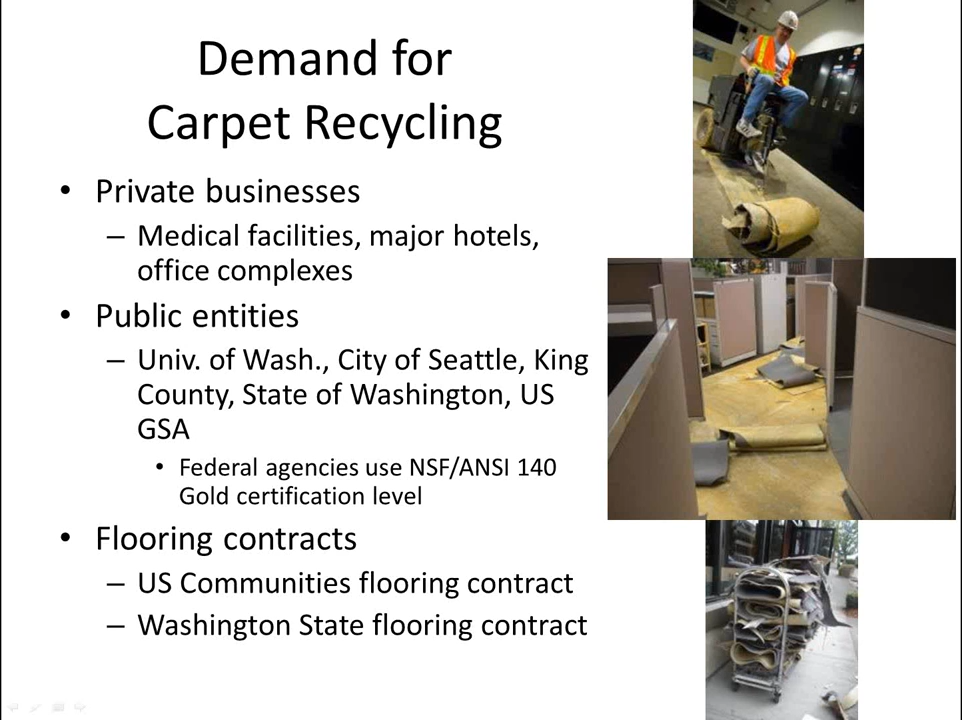 Demand for
Carpet Recycling
• Private businesses
– Medical facilities, major hotels,
office complexes
• Public entities
– Univ. of Wash., City of Seattle, King
County, State of Washington, US
GSA
• Federal agencies use NSF/ANSI 140
Gold certification level
• Flooring contracts
– US Communities flooring contract
– Washington State flooring contract